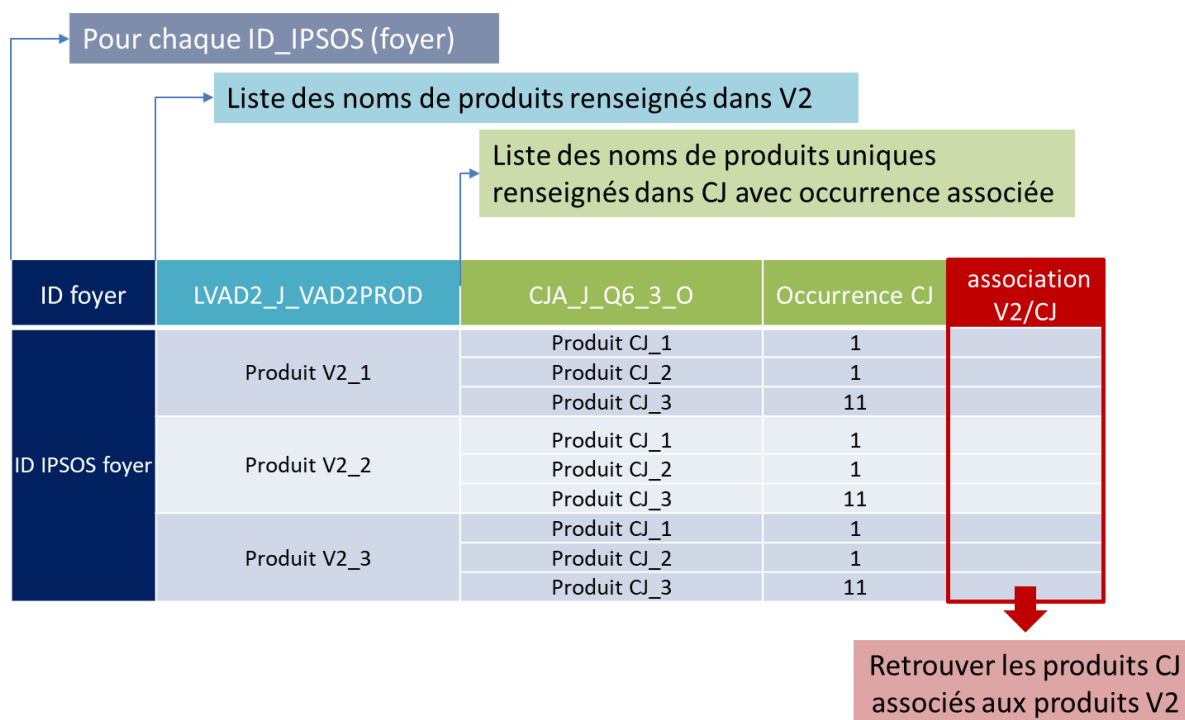 Pour chaque ID_IPSOS (foyer)
Liste des noms de produits renseignés dans V2
Liste des noms de produits uniques
renseignés dans CJ avec occurrence associée
ID foyer LVAD2_J_VAD2PROD CJA_J_Q6_3_O Occurrence CJ association
V2/CJ
Produit CJ_1 1
Produit V2_1 Produit CJ_2 1
Produit CJ_3 11
Produit CJ_1 1
ID IPSOS foyer Produit V2_2 Produit CJ_2 1
Produit CJ_3 11
Produit CJ_1 1
Produit V2_3 Produit CJ_2 1
Produit CJ_3 11
Retrouver les produits CJ
associés aux produits V2